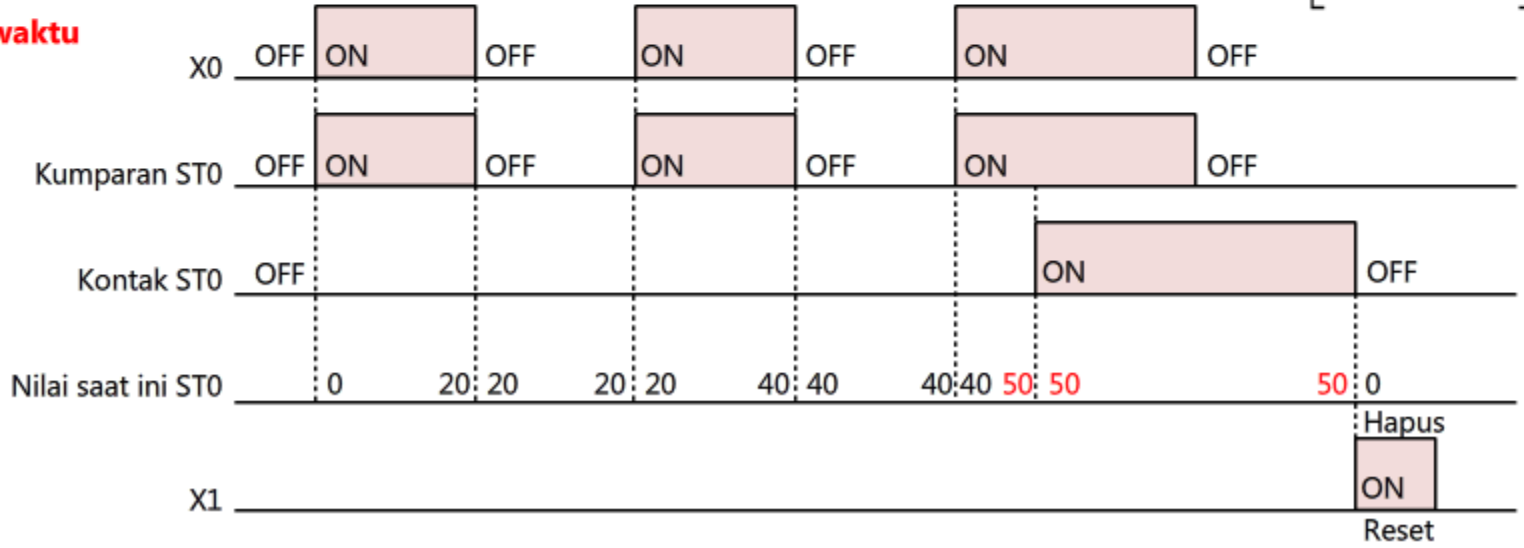 waktu
X0 OFF ON OFF ON OFF ON OFF
Kumparan ST0 OFF ON OFF ON OFF ON OFF
Kontak ST0 OFF ON OFF
Nilai saat ini ST0 0 20 20 20 20 40 40 40 40 50 50 50 0
Hapus
X1 ON
Reset